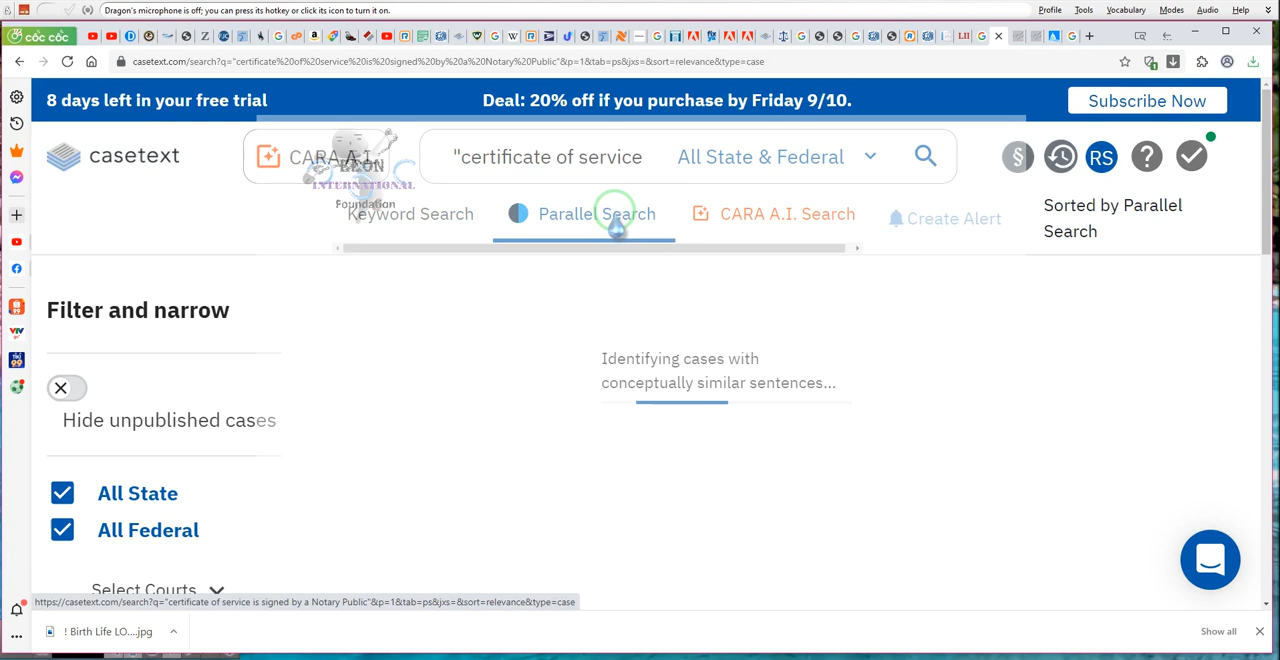 Dragon's microphone is off; you can press its hotkey or click its icon to turn it on.
Profile Tools Vocabulary Modes Audio Help
cốc cốc
casetext.com/search?q="certificate%20of%20service%20is%20signed%20by%20a%20Notary%20Public"&p=1&tab=ps&jxs=&sort=relevance&type=case
8 days left in your free trial
Deal: 20% off if you purchase by Friday 9/10.
Subscribe Now
casetext
CARA A.I.
"certificate of service
All State & Federal
§ RS ?
LEON
INTERNATIONAL
Foundation
Keyword Search
Parallel Search
CARA A.I. Search
Create Alert
Sorted by Parallel
Search
Filter and narrow
Identifying cases with
conceptually similar sentences...
Hide unpublished cases
All State
All Federal
Select Courts
https://casetext.com/search?q="certificate of service is signed by a Notary Public"&p=1&tab=ps&jxs=&sort=relevance&type=case
! Birth Life LO....jpg
Show all